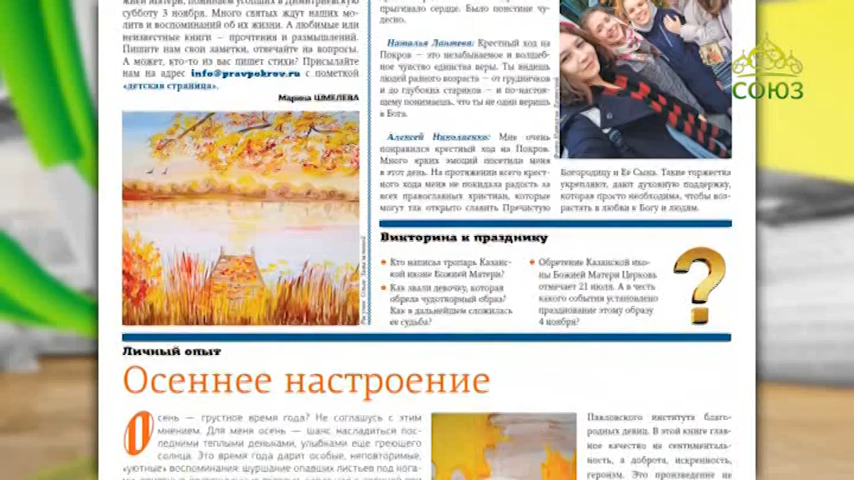 жией Матери, поминаем усопших в Димитриевскую
субботу 3 ноября. Много святых ждут наших мо-
литв и воспоминаний об их жизни. А любимые или
неизвестные книги — прочтения и размышлений.
Пишите нам свои заметки, отвечайте на вопросы.
А может, кто-то из вас пишет стихи? Присылайте
нам на адрес info@pravpokrov.ru с пометкой
«детская страница».
Марина ШМЕЛЕВА
прыгивало сердце. Было поистине чу-
десно.
Наталья Лаптева: Крестный ход на
Покров — это незабываемое и волшеб-
ное чувство единства веры. Ты видишь
людей разного возраста — от грудничков
и до глубоких стариков — и по-насто-
ящему понимаешь, что ты не один веришь
в Бога.
Алексей Николаенко: Мне очень
понравился крестный ход на Покров.
Много ярких эмоций посетили меня
в этот день. На протяжении всего крест-
ного хода меня не покидала радость за
всех православных христиан, которые
могут так открыто славить Пречистую
Богородицу и Ее Сына. Такие торжества
укрепляют, дают духовную поддержку,
которая просто необходима, чтобы воз-
растать в любви к Богу и людям.
СОЮЗ
Викторина к празднику
Кто написал тропарь Казанс-
кой иконе Божией Матери?
Как звали девочку, которая
обрела чудотворный образ?
Как в дальнейшем сложилась
ее судьба?
Обретение Казанской ико-
ны Божией Матери Церковь
отмечает 21 июля. А в честь
какого события установлено
празднование этому образу
4 ноября?
?
Личный опыт
Осеннее настроение
Осень — грустное время года? Не соглашусь с этим
мнением. Для меня осень — шанс насладиться пос-
ледними теплыми деньками, улыбками еще греющего
солнца. Это время года дарит особые, неповторимые,
«уютные» воспоминания: шуршание опавших листьев под нога-
Павловского института благо-
родных девиц. В этой книге глав-
ное качество не сентименталь-
ность, а доброта, искренность,
героизм. Это произведение не